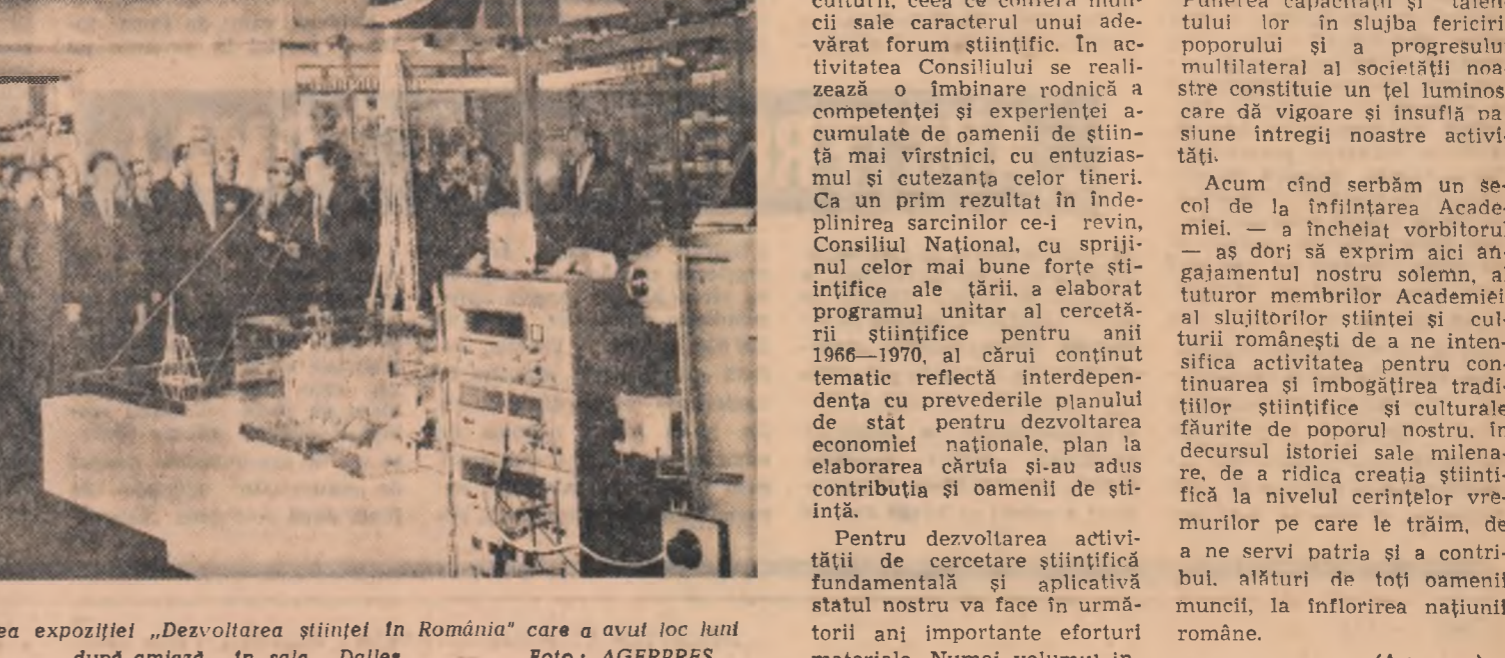 culturii, ceea ce conferă mun-
cii sale caracterul unui ade-
vărat forum științific. În ac-
tivitatea Consiliului se reali-
zează o îmbinare rodnică a
competenței și experienței a-
cumulate de oamenii de știin-
ță mai vîrstnici, cu entuzias-
mul și cutezanța celor tineri.
Ca un prim rezultat în înde-
plinirea sarcinilor ce-i revin,
Consiliul Național, cu spriji-
nul celor mai bune forțe ști-
ințifice ale țării, a elaborat
programul unitar al cercetă-
rii științifice pentru anii
1966—1970, al cărui conținut
tematic reflectă interdepen-
dența cu prevederile planului
de stat pentru dezvoltarea
economiei naționale, plan la
elaborarea căruia și-au adus
contribuția și oamenii de ști-
ință.
Pentru dezvoltarea activi-
tății de cercetare științifică
fundamentală și aplicativă
statul nostru va face în urmă-
torii ani importante eforturi
materiale. Numai volumul in-
Punerea capacității și talen-
tului lor în slujba fericiri
poporului și a progresulu
multilateral al societății noa-
stre constituie un țel luminos
care dă vigoare și insuflă pa
siune întregii noastre activi-
tăți.
Acum cînd serbăm un se-
col de la înființarea Acade-
miei, — a încheiat vorbitorul
— aș dori să exprim aici an-
gajamentul nostru solemn, al
tuturor membrilor Academiei
al slujitorilor științei și cul-
turii românești de a ne inten-
sifica activitatea pentru con-
tinuarea și îmbogățirea tradi-
țiilor științifice și culturale
făurite de poporul nostru, în
decursul istoriei sale milena-
re, de a ridica creația științi-
fică la nivelul cerințelor vre-
murilor pe care le trăim, de
a ne servi patria și a contri-
bui, alături de toți oamenii
muncii, la înflorirea națiunii
române.
ea expoziției „Dezvoltarea științei în România" care a avut loc luni
după-amiază, în sala Dalles
Foto: AGERPRES